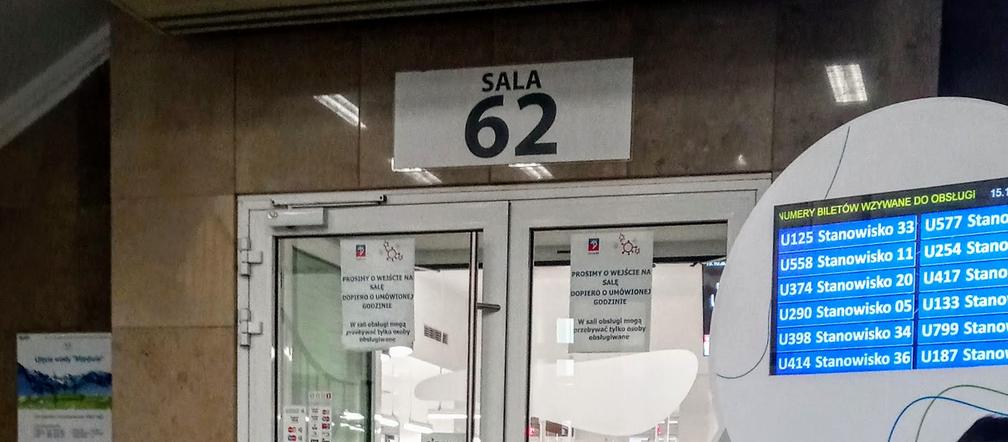 SALA
62
PROSIMY O WEJŚCIE NA
SALĘ
DOPIERO O UMÓWIONEJ
GODZINIE
W sali obsługi mogą
przebywać tylko osoby
obsługiwane
PROSIMY O WEJŚCIE NA
SALĘ
DOPIERO O UMÓWIONEJ
GODZINIE
W sali obsługi mogą
przebywać tylko osoby
obsługiwane
NUMERY BILETÓW WZYWANE DO OBSŁUGI 15.1
U125 Stanowisko 33 U577 Stano
U558 Stanowisko 11 U254 Stano
U374 Stanowisko 20 U417 Stano
U290 Stanowisko 05 U133 Stano
U398 Stanowisko 34 U799 Stano
U414 Stanowisko 36 U187 Stano